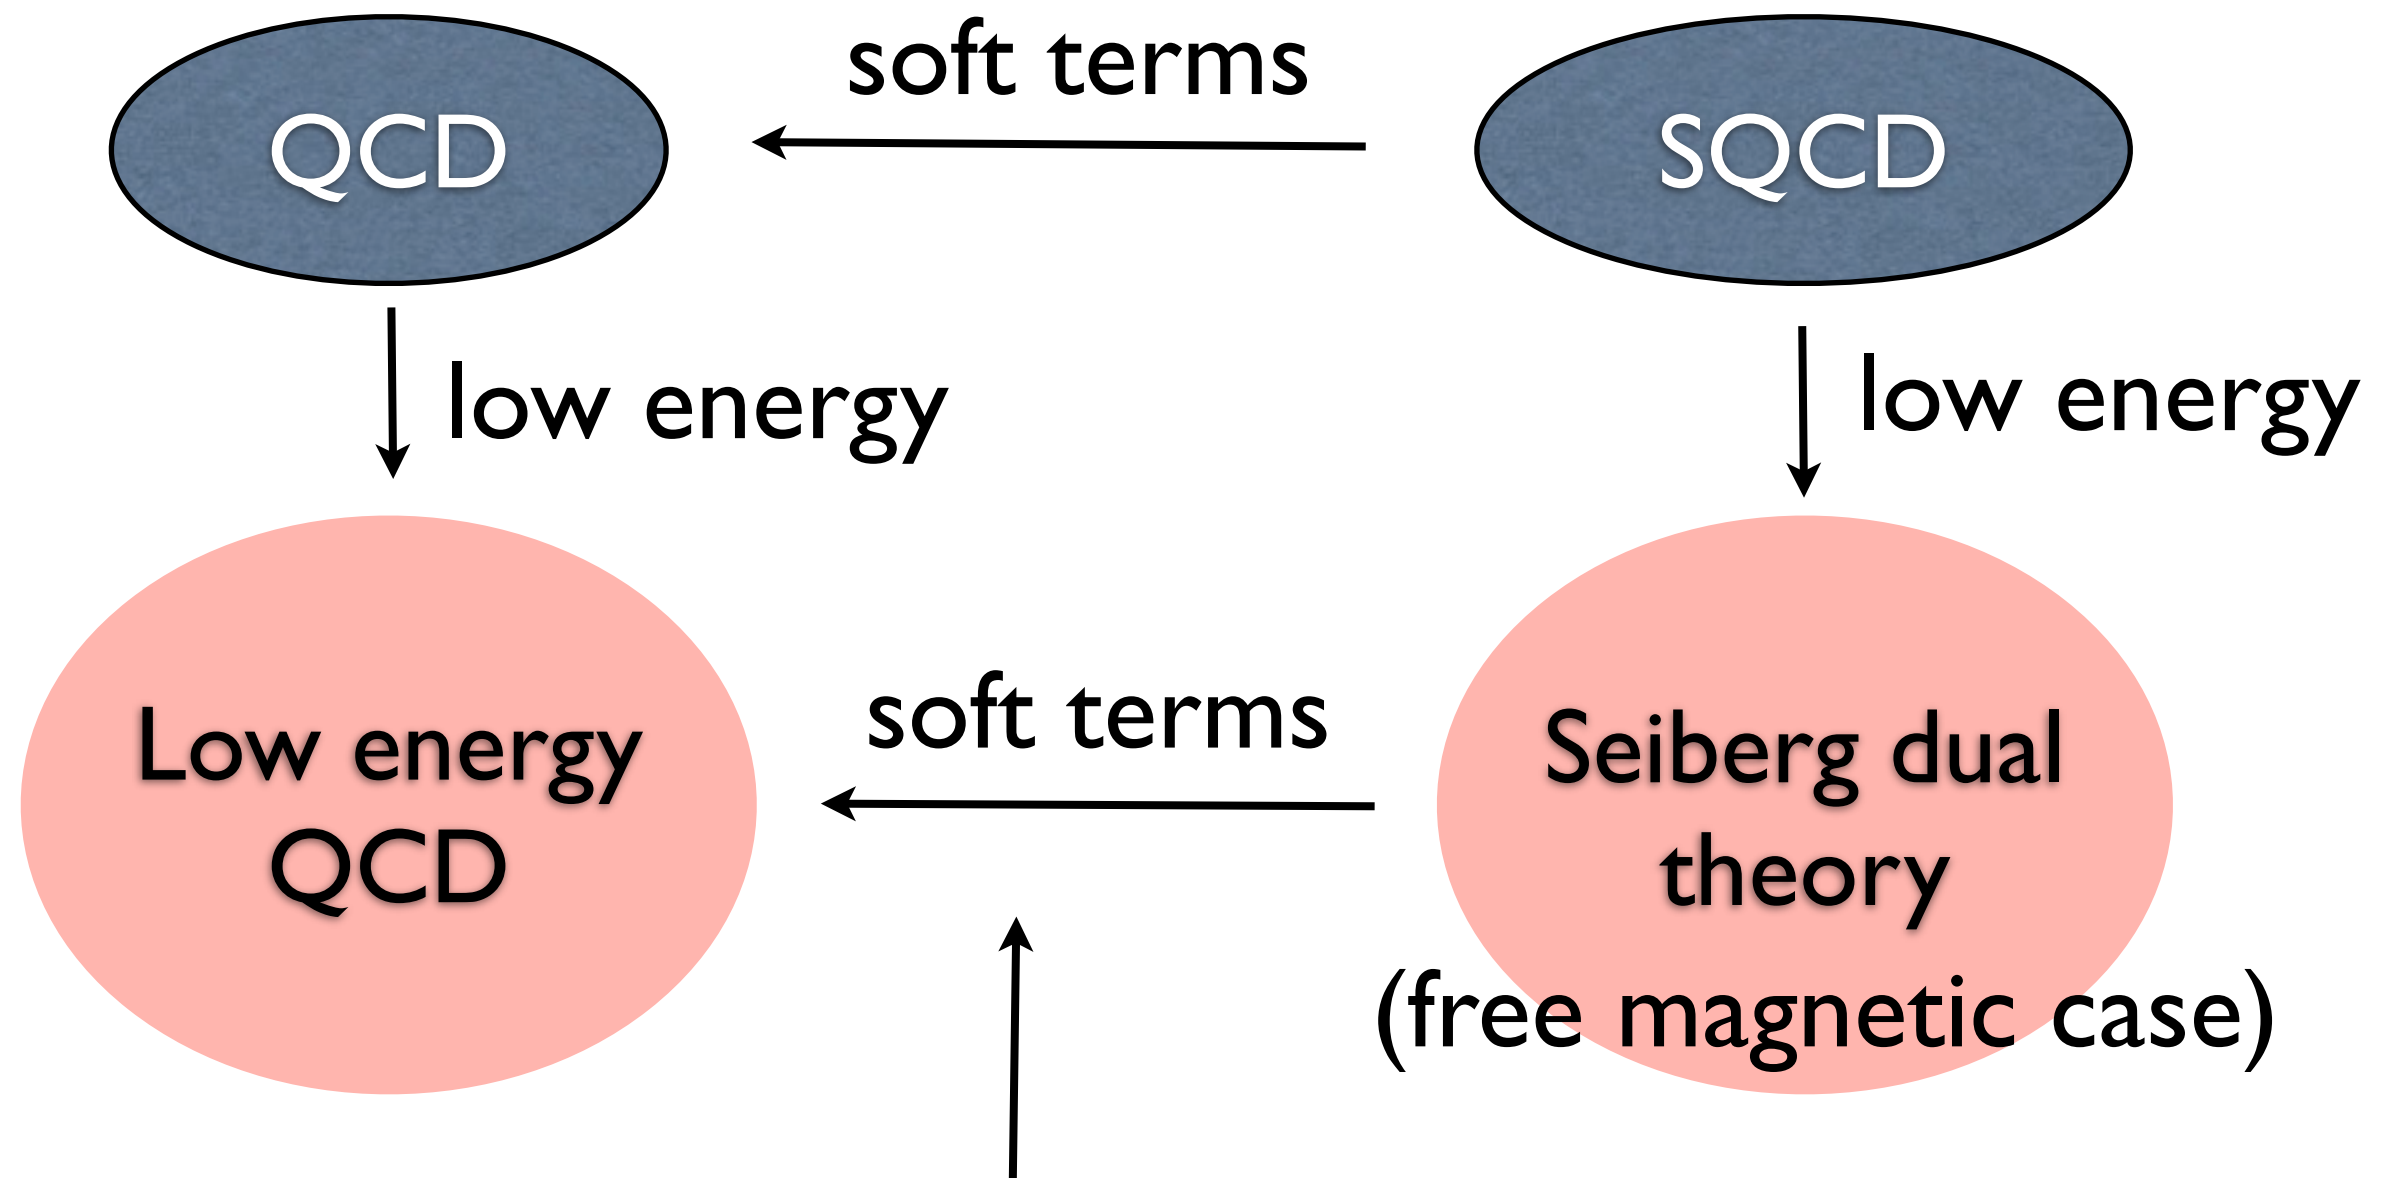 soft terms
QCD
SQCD
low energy
low energy
soft terms
Low energy
QCD
Seiberg dual
theory
(free magnetic case)